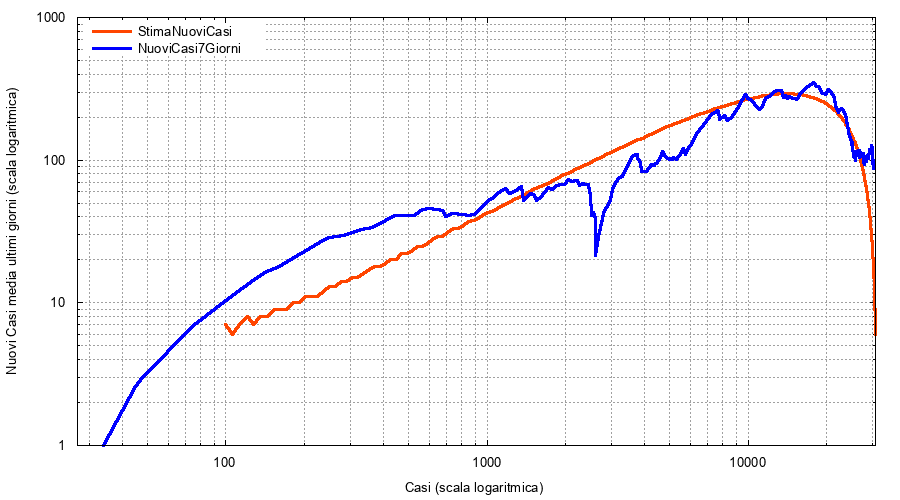 1000
StimaNuoviCasi
NuoviCasi7Giorni
100
10
1
Nuovi Casi media ultimi giorni (scala logaritmica)
100
1000
10000
Casi (scala logaritmica)